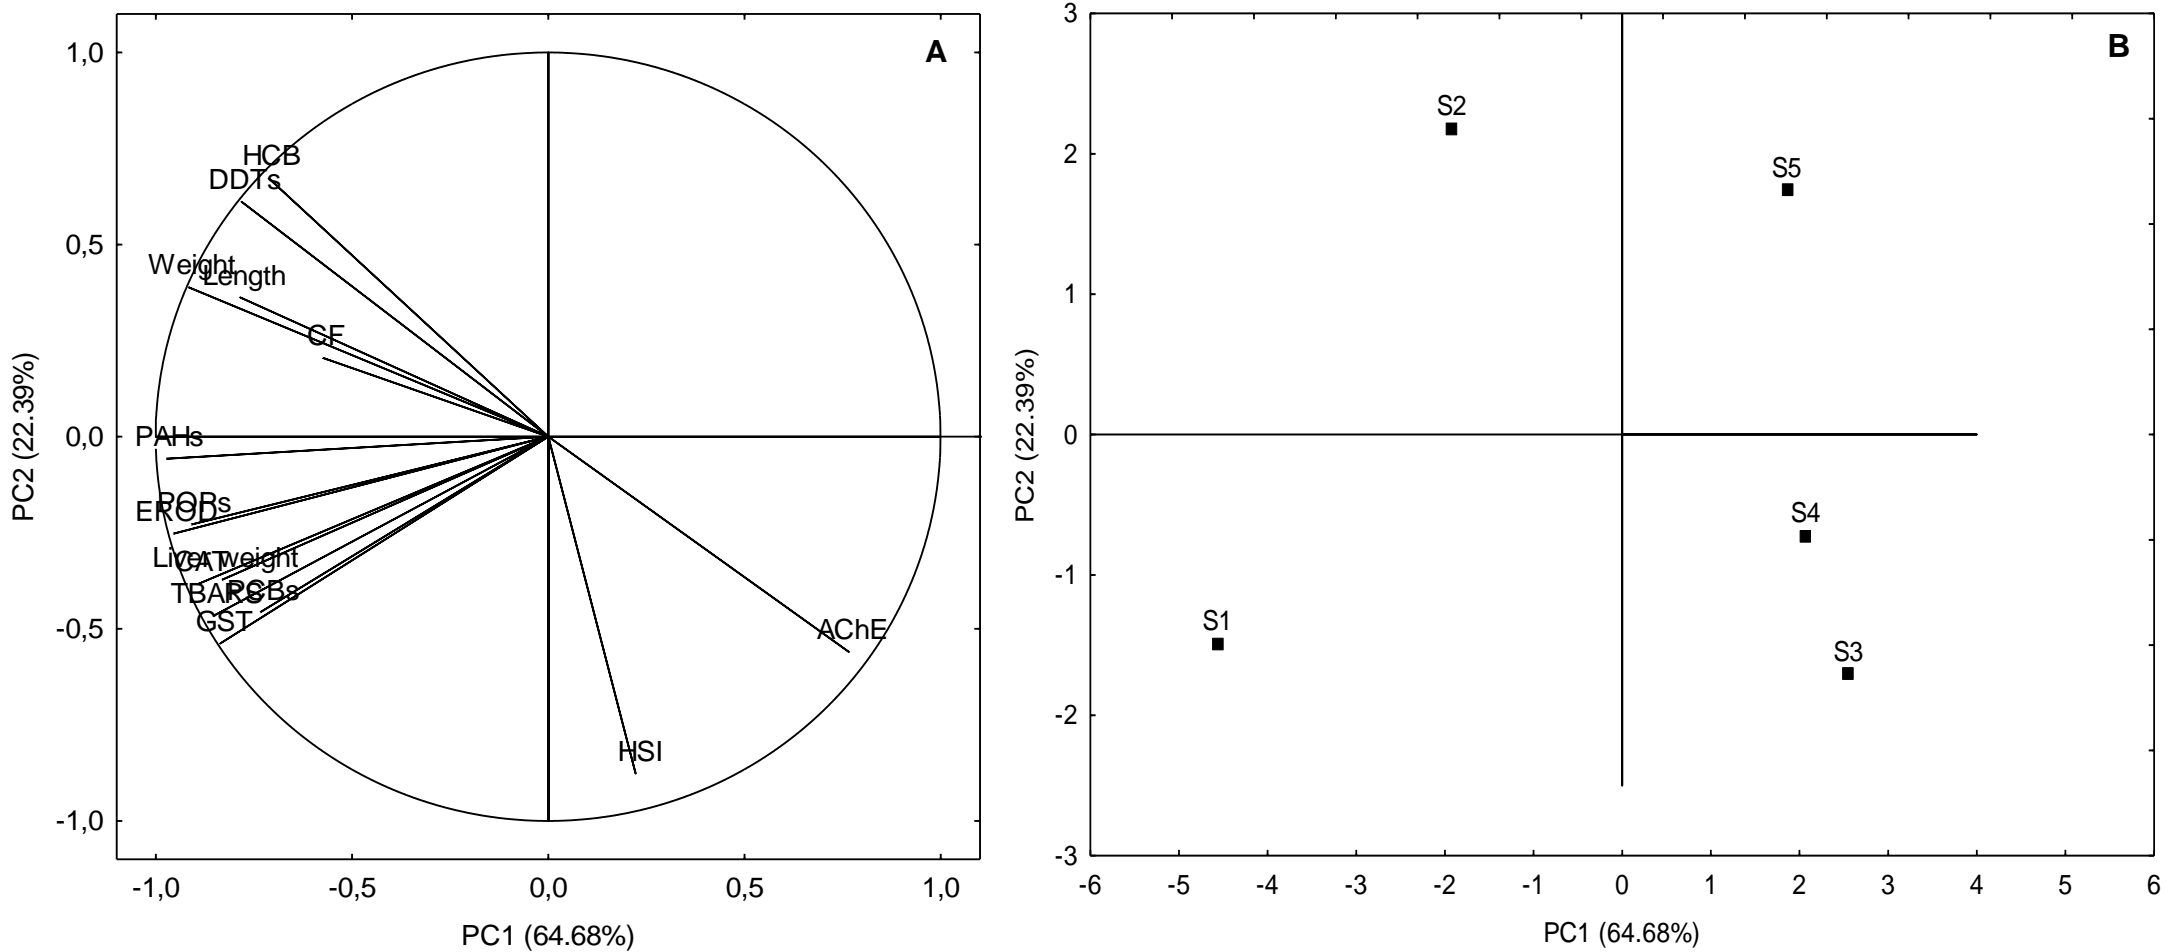 A
1,0
0,5
0,0
-0,5
-1,0
PC2 (22.39%)
HCB
DDTs
Weight
Length
CF
PAHs
POPs
EROD
Liver weight
CAT
TBARS
PCBs
GST
AChE
HSI
-1,0 -0,5 0,0 0,5 1,0
PC1 (64.68%)
B
3
2
1
0
-1
-2
-3
PC2 (22.39%)
S2
S5
S4
S1
S3
-6 -5 -4 -3 -2 -1 0 1 2 3 4 5 6
PC1 (64.68%)